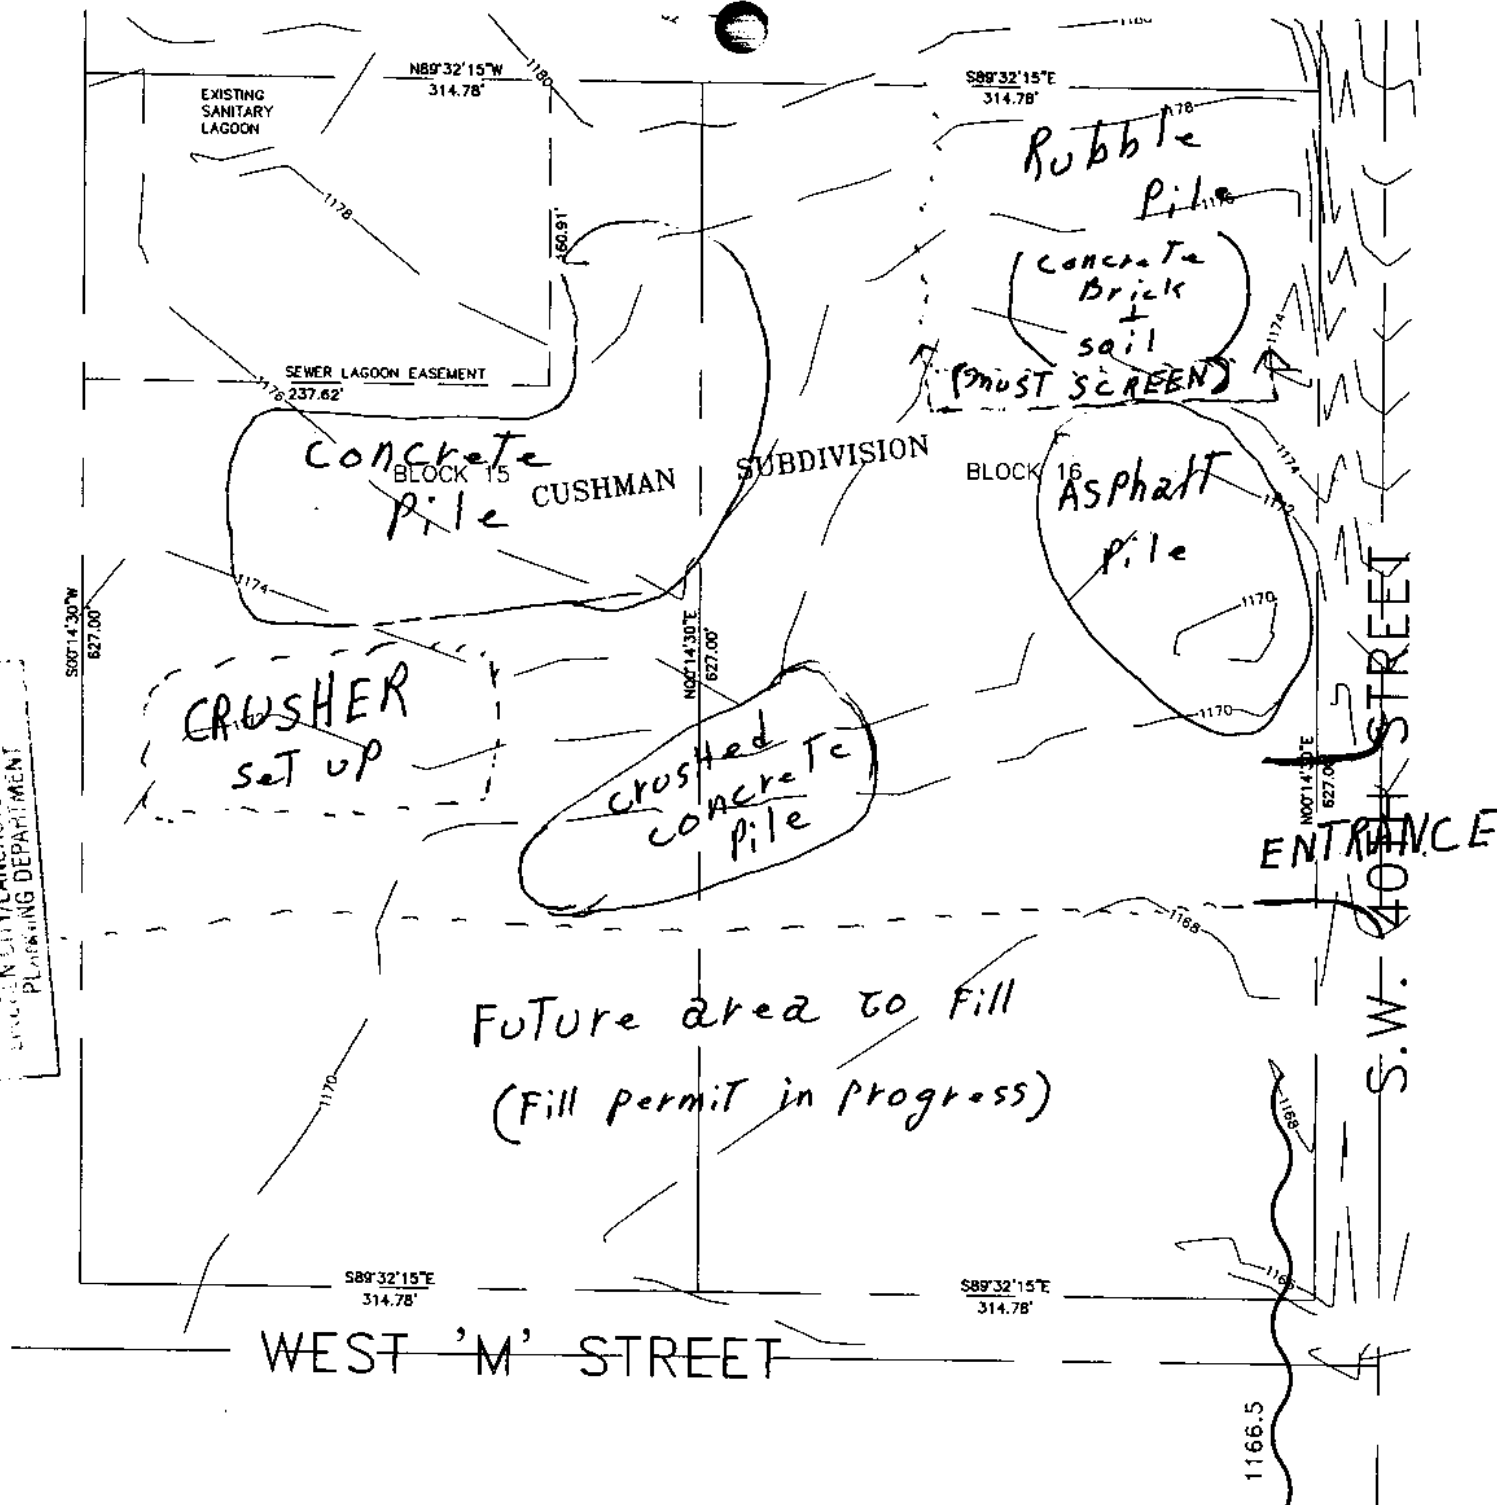 1180
N89°32'15"W
314.78'
1180
S89°32'15"E
314.78'
EXISTING
SANITARY
LAGOON
Rubble
Pile
1178
1176
160.91'
(concrete
Brick
+
soil)
(must SCREEN)
1174
SEWER LAGOON EASEMENT
237.62'
1176
concrete
BLOCK 15
Pile
CUSHMAN SUBDIVISION
BLOCK 16
Asphalt
Pile
1174
1172
1174
1170
1170
S00°14'30"W
627.00'
N00°14'30"E
627.00'
N00°14'30"E
627.00'
CRUSHER
set up
1172
crushed
concrete
Pile
ENTRANCE
S.W. 40th STREET
PLANNING DEPARTMENT
1168
Future area to Fill
(Fill permit in progress)
1170
1168
1166
S89°32'15"E
314.78'
S89°32'15"E
314.78'
WEST 'M' STREET
1166.5